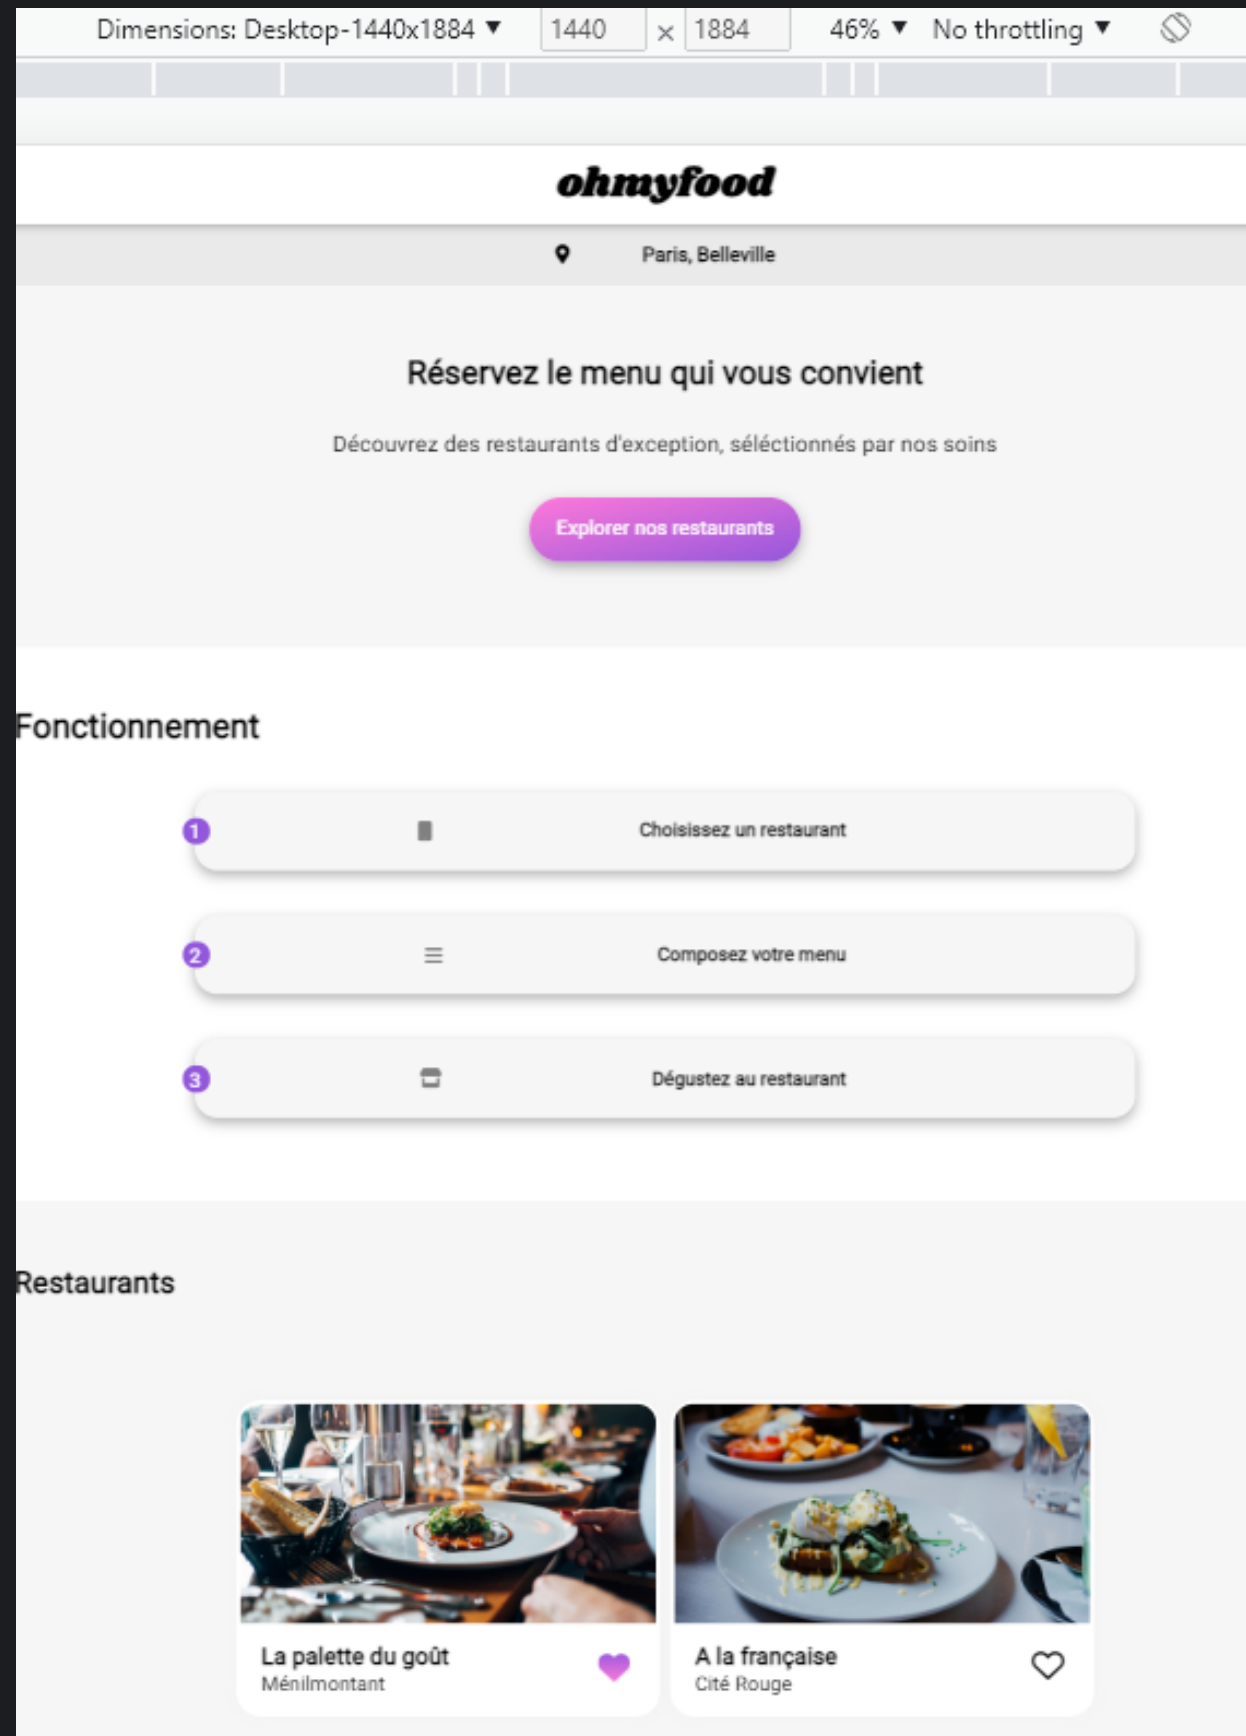 Dimensions: Desktop-1440x1884 ▼ 1440 × 1884 46% ▼ No throttling ▼
ohmyfood
Paris, Belleville
Réservez le menu qui vous convient
Découvrez des restaurants d'exception, séléctionnés par nos soins
Explorer nos restaurants
Fonctionnement
1 Choisissez un restaurant
2 Composez votre menu
3 Dégustez au restaurant
Restaurants
La palette du goût
Ménilmontant
A la française
Cité Rouge